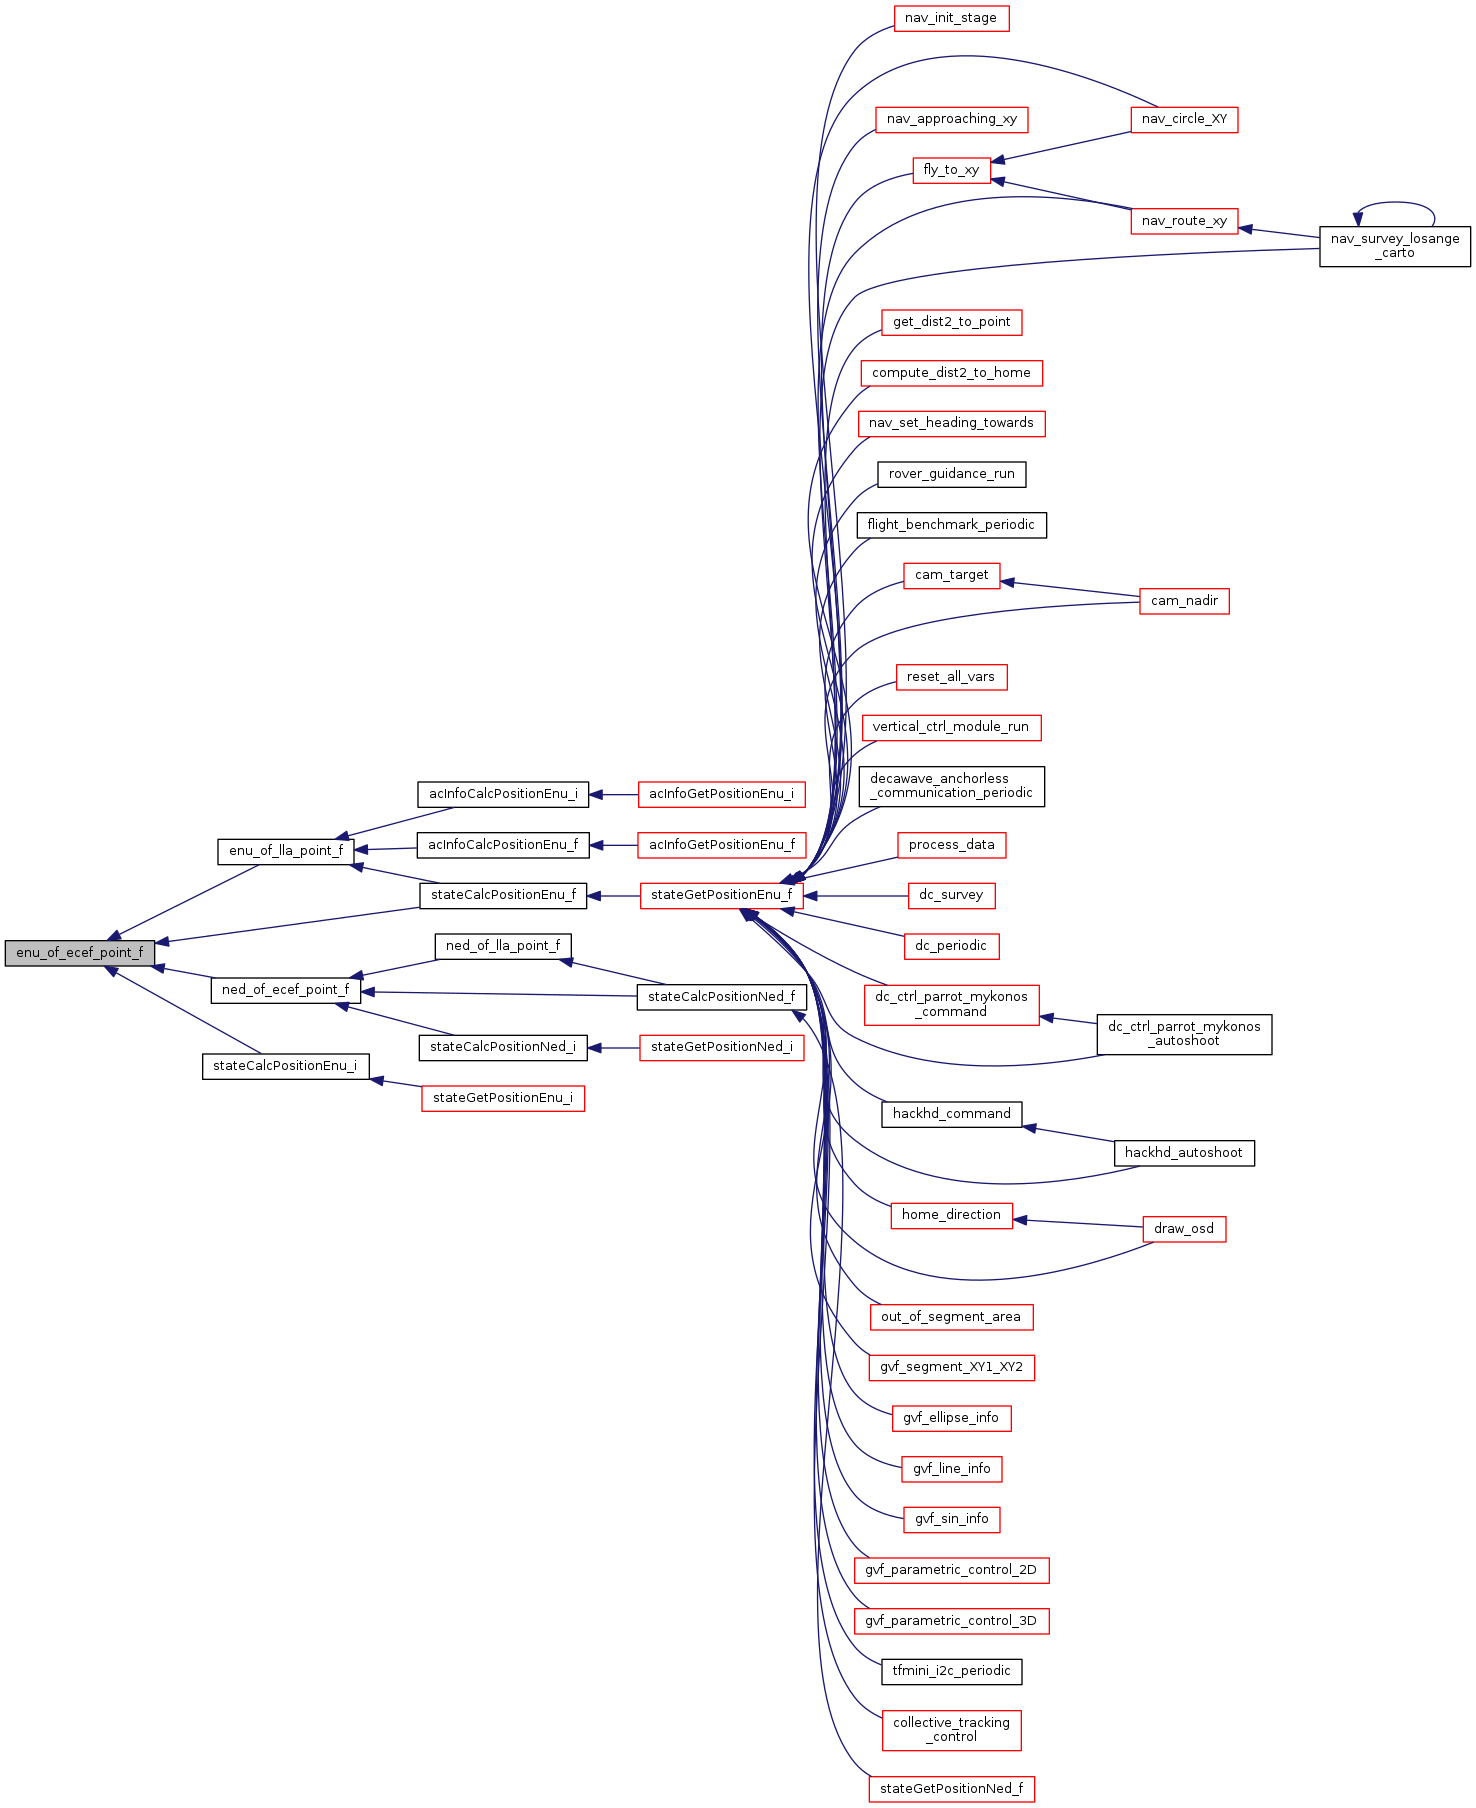 nav_init_stage
nav_circle_XY
nav_approaching_xy
fly_to_xy
nav_route_xy
nav_survey_losange
_carto
get_dist2_to_point
compute_dist2_to_home
nav_set_heading_towards
rover_guidance_run
flight_benchmark_periodic
cam_target
cam_nadir
reset_all_vars
vertical_ctrl_module_run
decawave_anchorless
_communication_periodic
acInfoCalcPositionEnu_i
acInfoGetPositionEnu_i
enu_of_lla_point_f
acInfoCalcPositionEnu_f
acInfoGetPositionEnu_f
process_data
stateCalcPositionEnu_f
stateGetPositionEnu_f
dc_survey
enu_of_ecef_point_f
ned_of_lla_point_f
dc_periodic
ned_of_ecef_point_f
stateCalcPositionNed_f
dc_ctrl_parrot_mykonos
_command
dc_ctrl_parrot_mykonos
_autoshoot
stateCalcPositionNed_i
stateGetPositionNed_i
stateCalcPositionEnu_i
stateGetPositionEnu_i
hackhd_command
hackhd_autoshoot
home_direction
draw_osd
out_of_segment_area
gvf_segment_XY1_XY2
gvf_ellipse_info
gvf_line_info
gvf_sin_info
gvf_parametric_control_2D
gvf_parametric_control_3D
tfmini_i2c_periodic
collective_tracking
_control
stateGetPositionNed_f